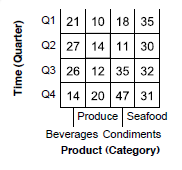 Time (Quarter)
Q1 21 10 18 35
Q2 27 14 11 30
Q3 26 12 35 32
Q4 14 20 47 31
Produce Seafood
Beverages Condiments
Product (Category)